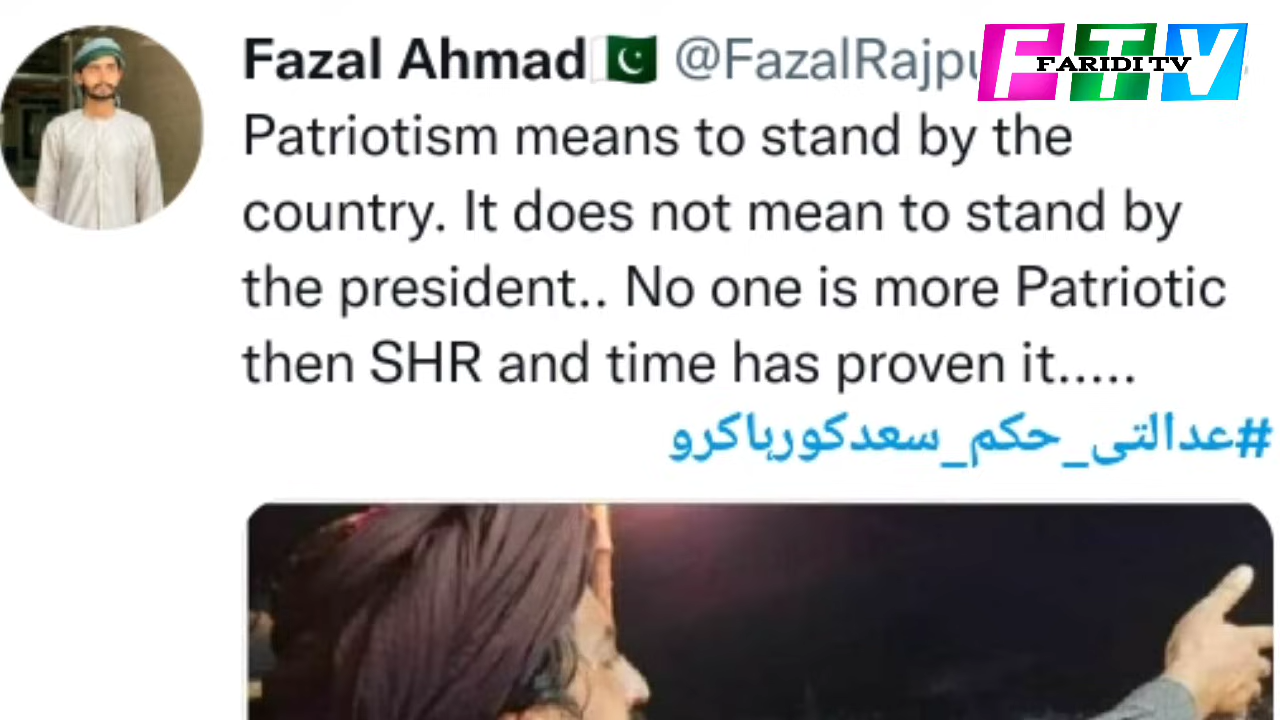 Fazal Ahmad🇵🇰 @FazalRajpu
FTV
FARIDI TV
Patriotism means to stand by the
country. It does not mean to stand by
the president.. No one is more Patriotic
then SHR and time has proven it.....
#عدالتی_حکم_سعدکورہاکرو